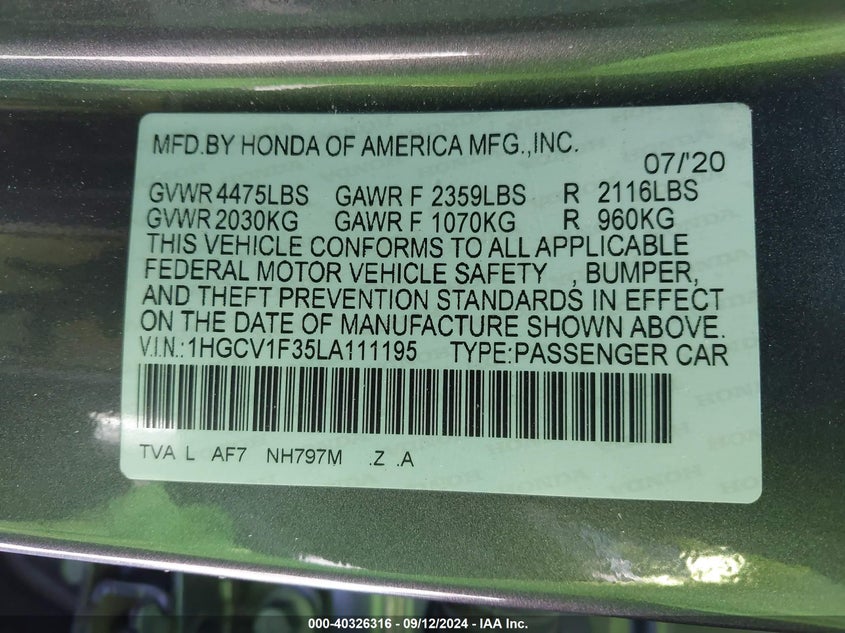 MFD.BY HONDA OF AMERICA MFG.,INC.
07/'20
GVWR 4475LBS GAWR F 2359LBS R 2116LBS
GVWR 2030KG GAWR F 1070KG R 960KG
THIS VEHICLE CONFORMS TO ALL APPLICABLE
FEDERAL MOTOR VEHICLE SAFETY , BUMPER,
AND THEFT PREVENTION STANDARDS IN EFFECT
ON THE DATE OF MANUFACTURE SHOWN ABOVE.
V.I.N.:1HGCV1F35LA111195 TYPE:PASSENGER CAR
TVA L AF7 NH797M .Z .A
000-40326316 - 09/12/2024 - IAA Inc.